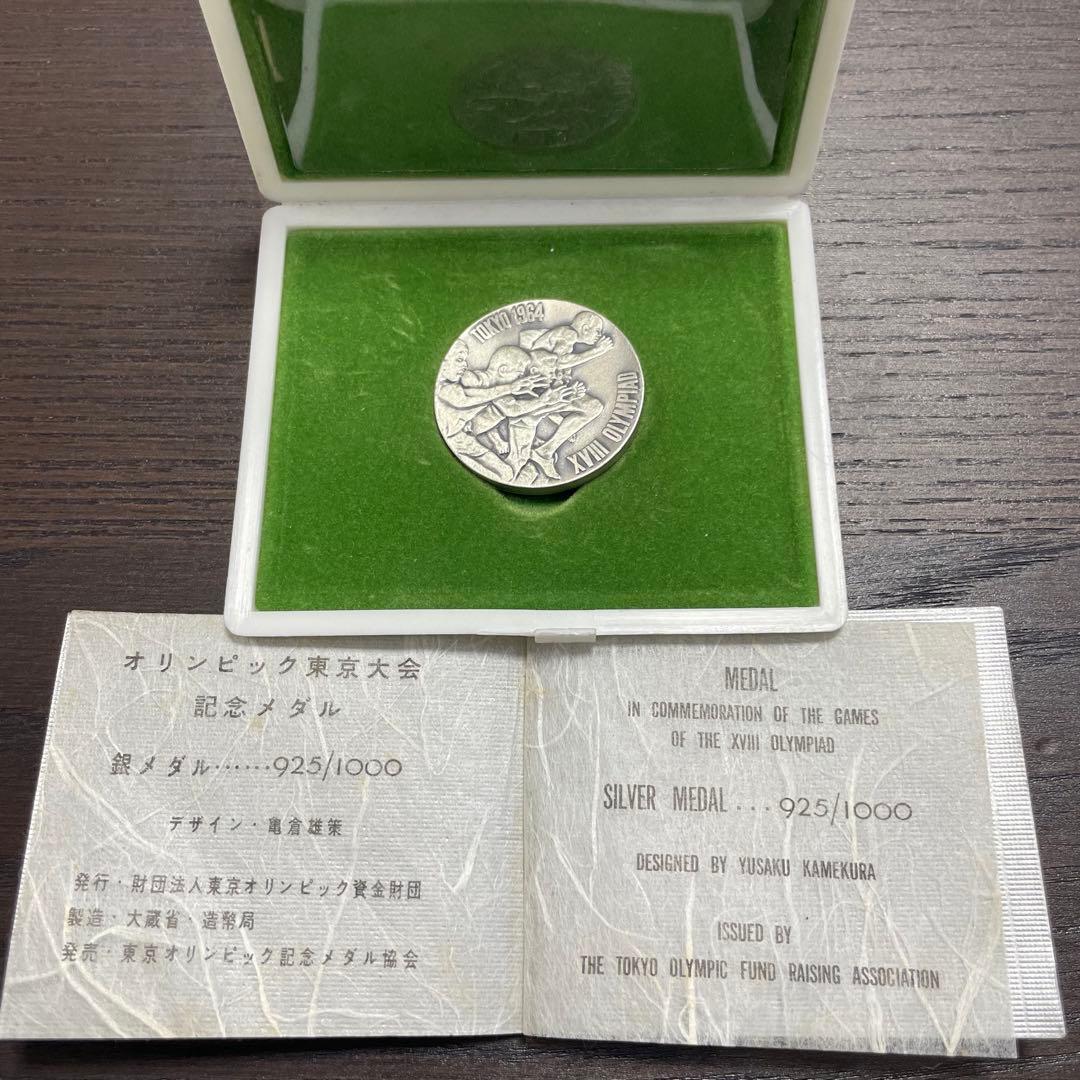 TOKYO 1964
XVIII OLYMPIAD
オリンピック東京大会
記念メダル
銀メダル……925/1000
デザイン・亀倉雄策
発行・財団法人東京オリンピック資金財団
製造・大蔵省・造幣局
発売・東京オリンピック記念メダル協会
MEDAL
IN COMMEMORATION OF THE GAMES
OF THE XVIII OLYMPIAD
SILVER MEDAL...925/1000
DESIGNED BY YUSAKU KAMEKURA
ISSUED BY
THE TOKYO OLYMPIC FUND RAISING ASSOCIATION